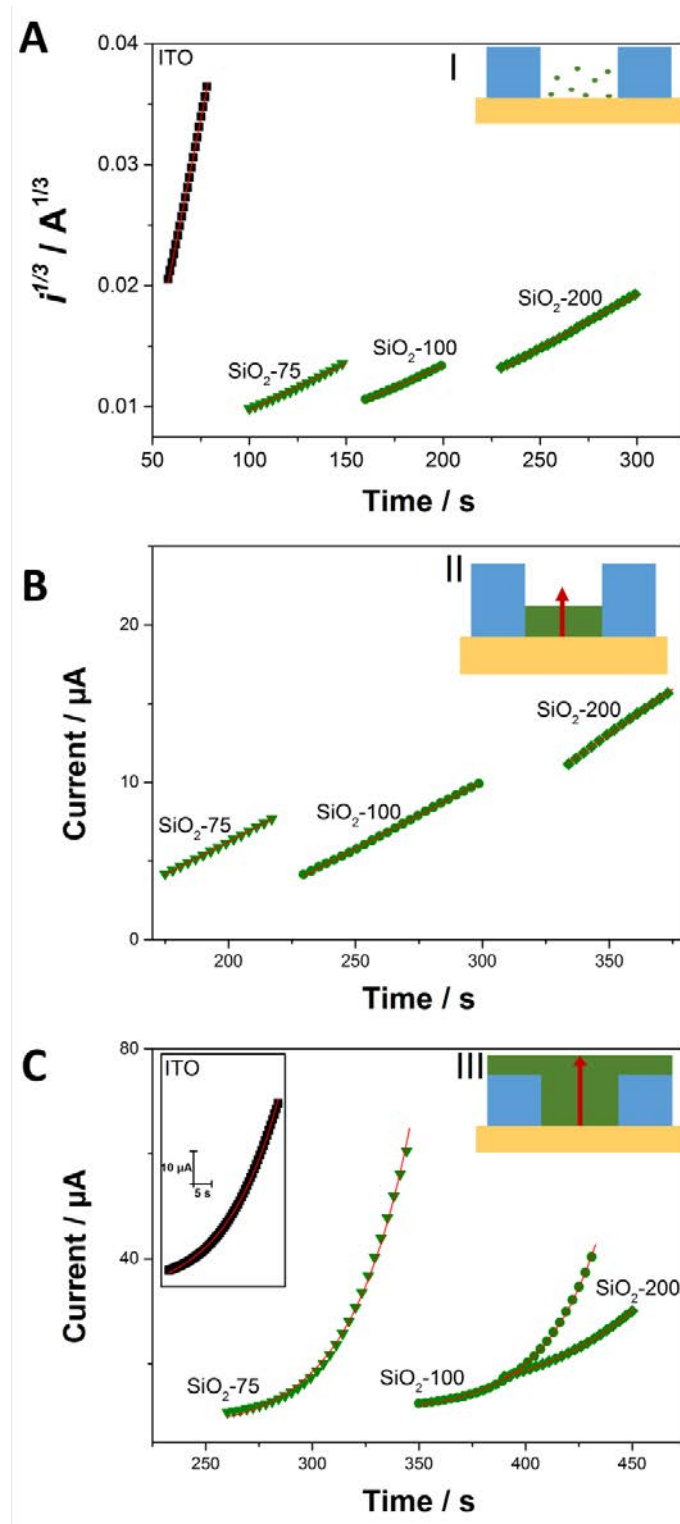 A
ITO
I
0.04
0.03
0.02
0.01
i^1/3 / A^1/3
SiO₂-75
SiO₂-100
SiO₂-200
50 100 150 200 250 300
Time / s
B
II
20
10
0
Current / µA
SiO₂-75
SiO₂-100
SiO₂-200
200 250 300 350
Time / s
C
ITO
10 µA
5 s
III
80
40
Current / µA
SiO₂-75
SiO₂-100
SiO₂-200
250 300 350 400 450
Time / s